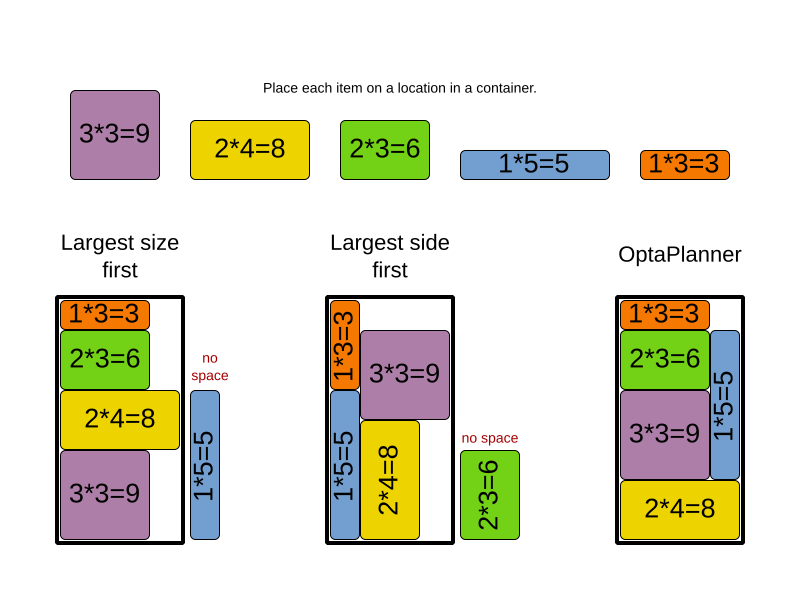 Place each item on a location in a container.
3*3=9
2*4=8
2*3=6
1*5=5
1*3=3
Largest size
first
1*3=3
2*3=6
2*4=8
3*3=9
no
space
1*5=5
Largest side
first
1*3=3
3*3=9
1*5=5
2*4=8
no space
2*3=6
OptaPlanner
1*3=3
2*3=6
1*5=5
3*3=9
2*4=8